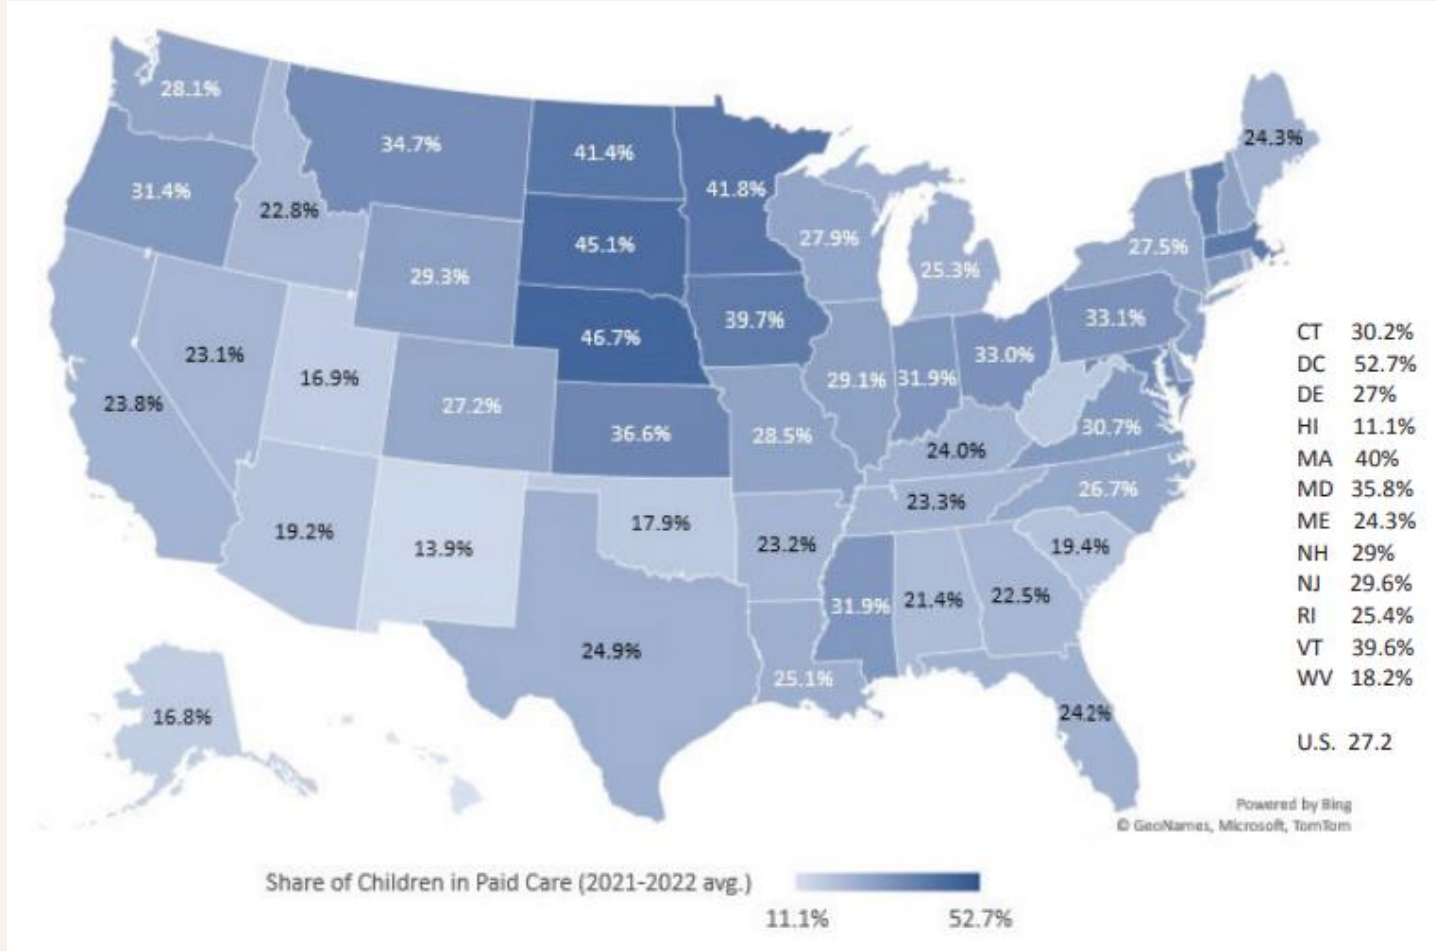 28.1%
34.7%
41.4%
41.8%
24.3%
31.4%
22.8%
45.1%
27.9%
27.5%
29.3%
25.3%
46.7%
39.7%
33.1%
23.1%
16.9%
33.0%
23.8%
27.2%
29.1%
31.9%
36.6%
28.5%
30.7%
24.0%
26.7%
23.3%
19.2%
13.9%
17.9%
23.2%
19.4%
31.9%
21.4%
22.5%
24.9%
25.1%
16.8%
24.2%
CT 30.2%
DC 52.7%
DE 27%
HI 11.1%
MA 40%
MD 35.8%
ME 24.3%
NH 29%
NJ 29.6%
RI 25.4%
VT 39.6%
WV 18.2%
U.S. 27.2
Powered by Bing
© GeoNames, Microsoft, TomTom
Share of Children in Paid Care (2021-2022 avg.)
11.1% 52.7%